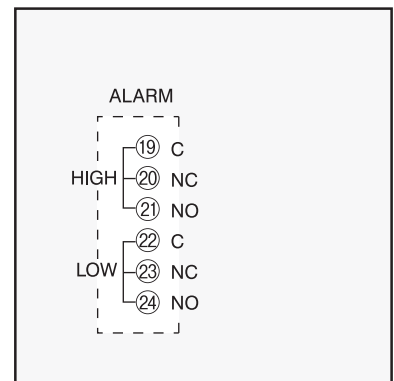 ALARM
19 C
HIGH 20 NC
21 NO
22 C
LOW 23 NC
24 NO